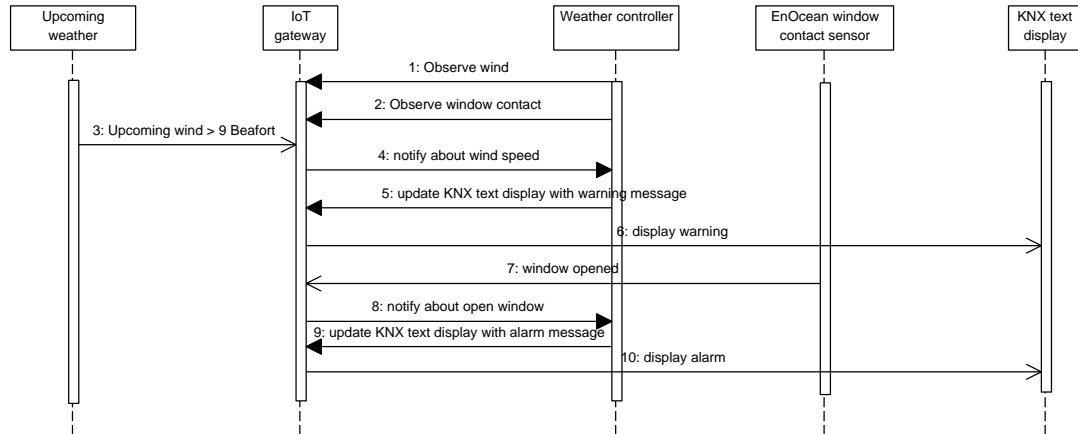 Upcoming
weather
IoT
gateway
Weather controller
EnOcean window
contact sensor
KNX text
display
1: Observe wind
2: Observe window contact
3: Upcoming wind > 9 Beafort
4: notify about wind speed
5: update KNX text display with warning message
6: display warning
7: window opened
8: notify about open window
9: update KNX text display with alarm message
10: display alarm